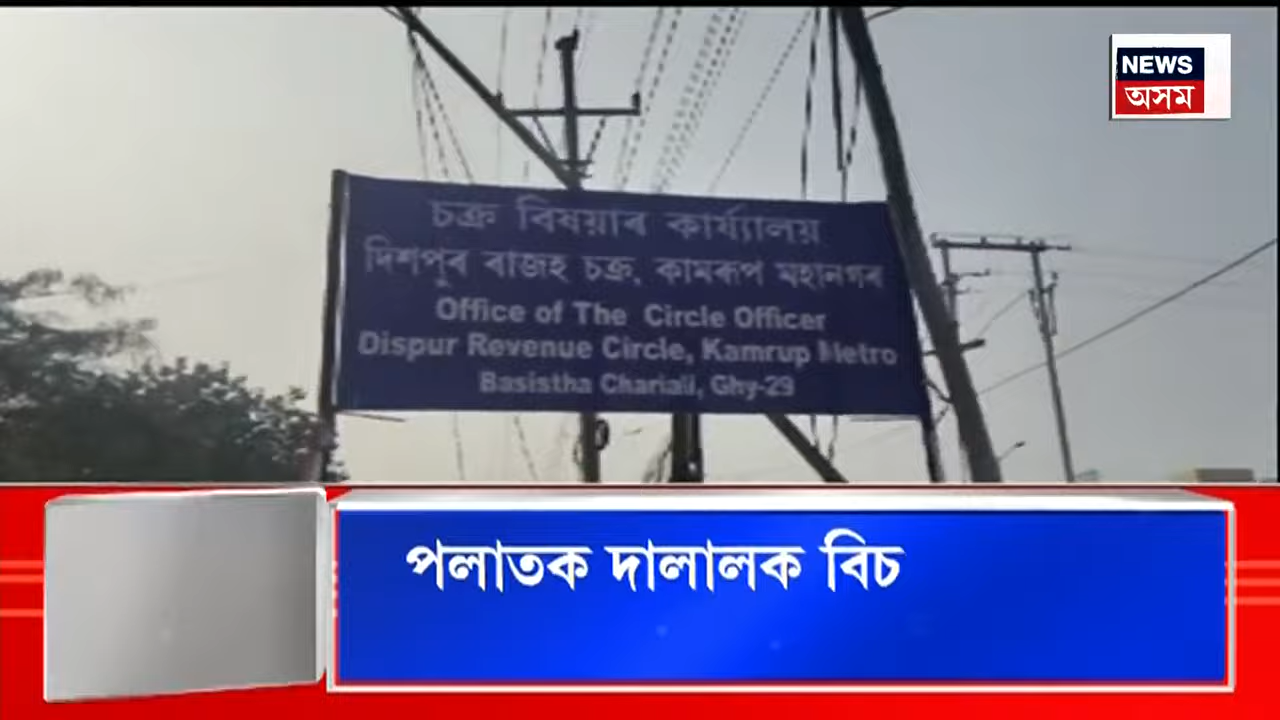 NEWS
অসম
চক্ৰ বিষয়াৰ কাৰ্য্যালয়
দিশপুৰ ৰাজহ চক্ৰ, কামৰূপ মহানগৰ
Office of The Circle Officer
Dispur Revenue Circle, Kamrup Metro
Basistha Chariali, Ghy-29
পলাতক দালালক বিচ